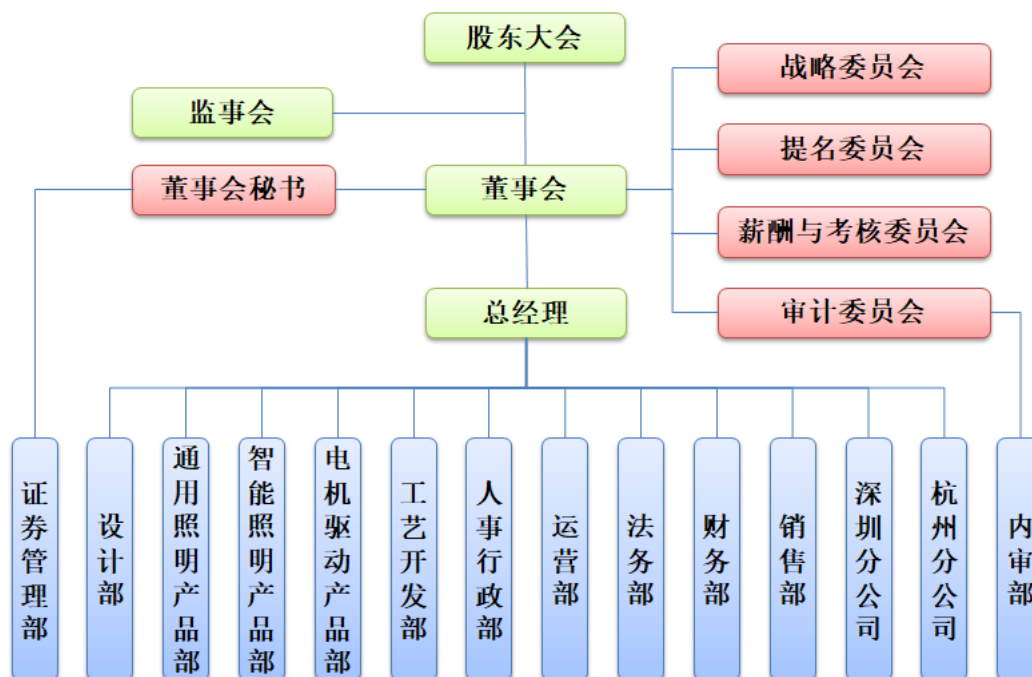 股东大会
战略委员会
监事会
提名委员会
董事会秘书
董事会
薪酬与考核委员会
总经理
审计委员会
证券管理部
设计部
通用照明产品部
智能照明产品部
电机驱动产品部
工艺开发部
人事行政部
运营部
法务部
财务部
销售部
深圳分公司
杭州分公司
内审部